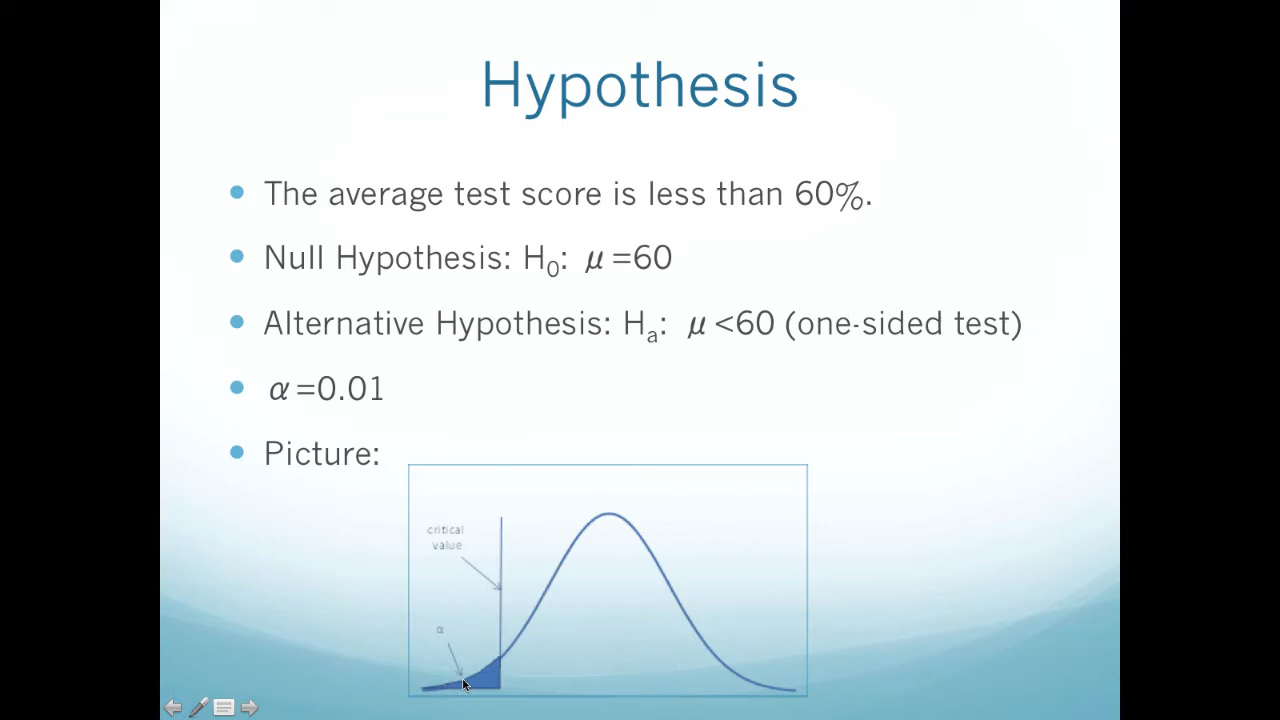 Hypothesis
The average test score is less than 60%.
Null Hypothesis: H₀: μ=60
Alternative Hypothesis: Hₐ: μ<60 (one-sided test)
α=0.01
Picture:
critical
value
α